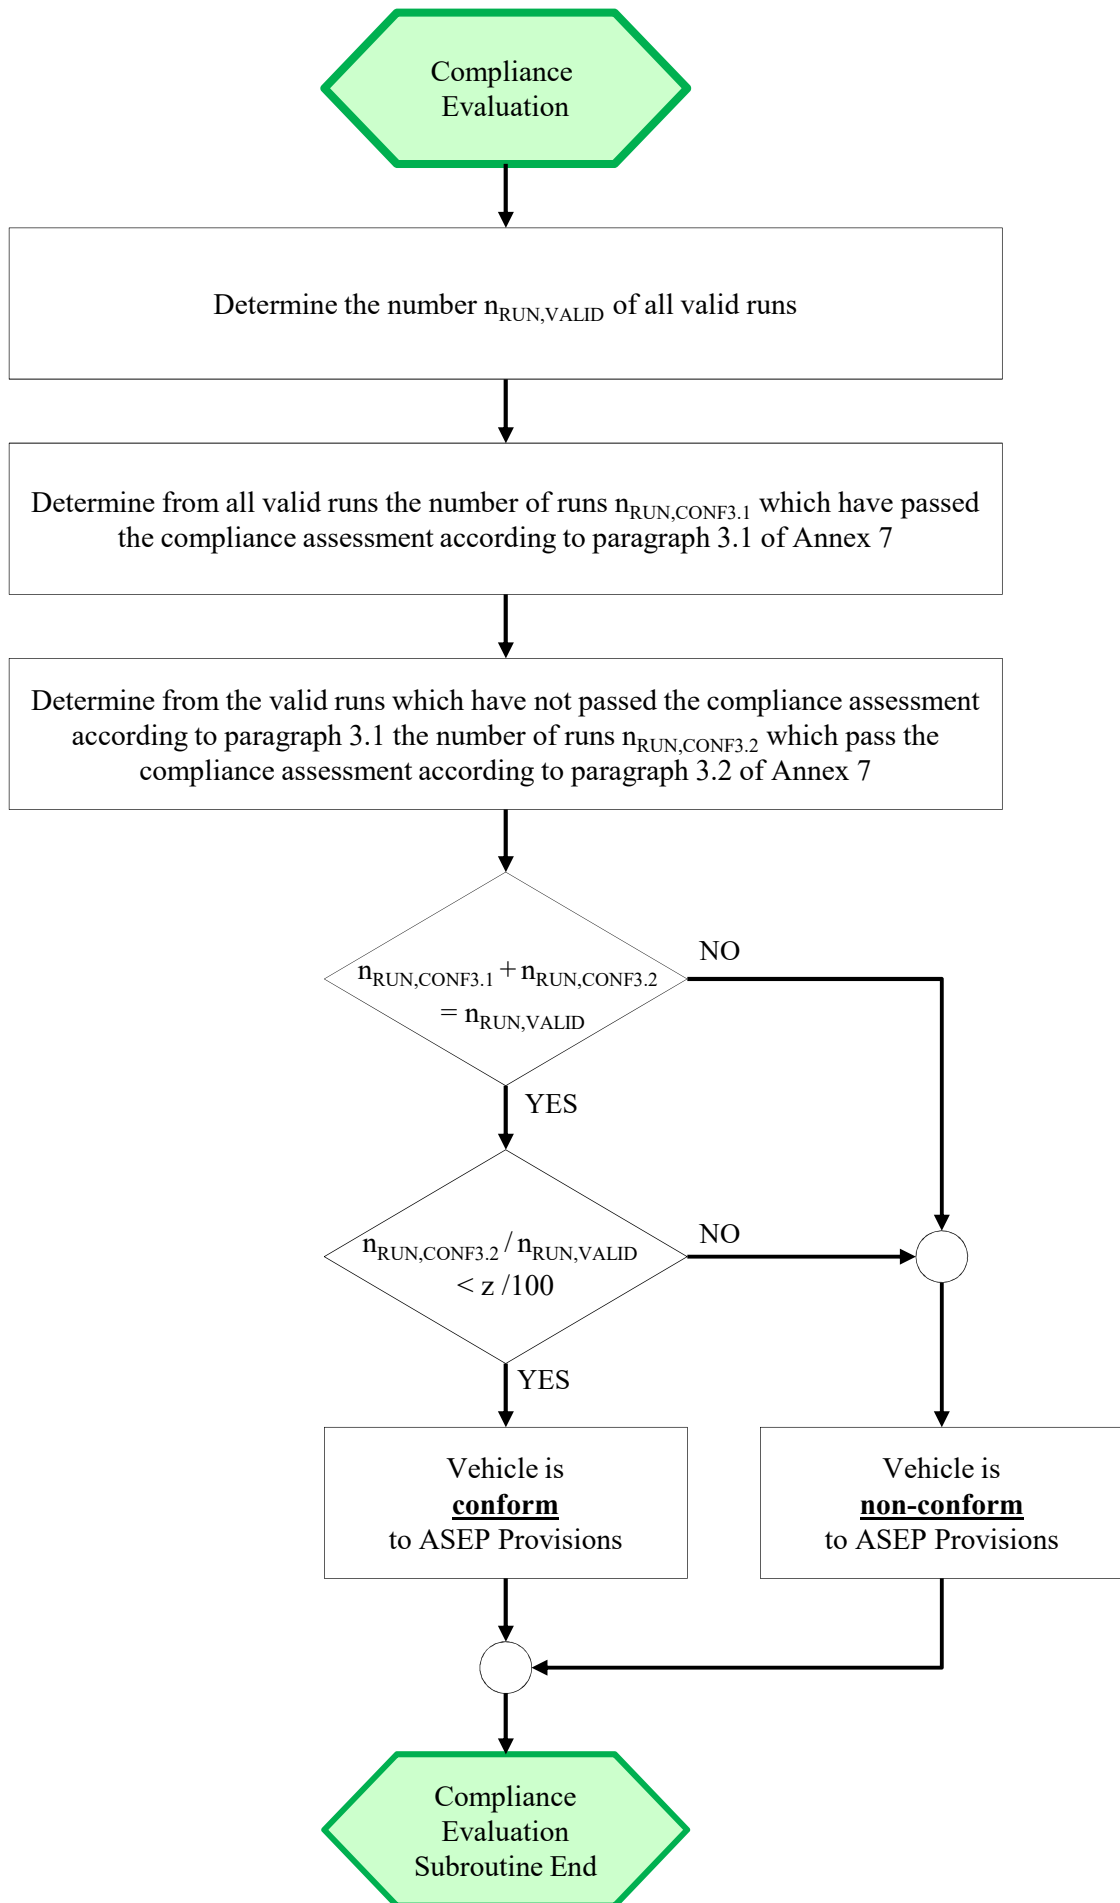 Compliance
Evaluation
Determine the number nRUN,VALID of all valid runs
Determine from all valid runs the number of runs nRUN,CONF3.1 which have passed
the compliance assessment according to paragraph 3.1 of Annex 7
Determine from the valid runs which have not passed the compliance assessment
according to paragraph 3.1 the number of runs nRUN,CONF3.2 which pass the
compliance assessment according to paragraph 3.2 of Annex 7
NO
nRUN,CONF3.1 + nRUN,CONF3.2
= nRUN,VALID
YES
NO
nRUN,CONF3.2 / nRUN,VALID
< z /100
YES
Vehicle is
conform
to ASEP Provisions
Vehicle is
non-conform
to ASEP Provisions
Compliance
Evaluation
Subroutine End